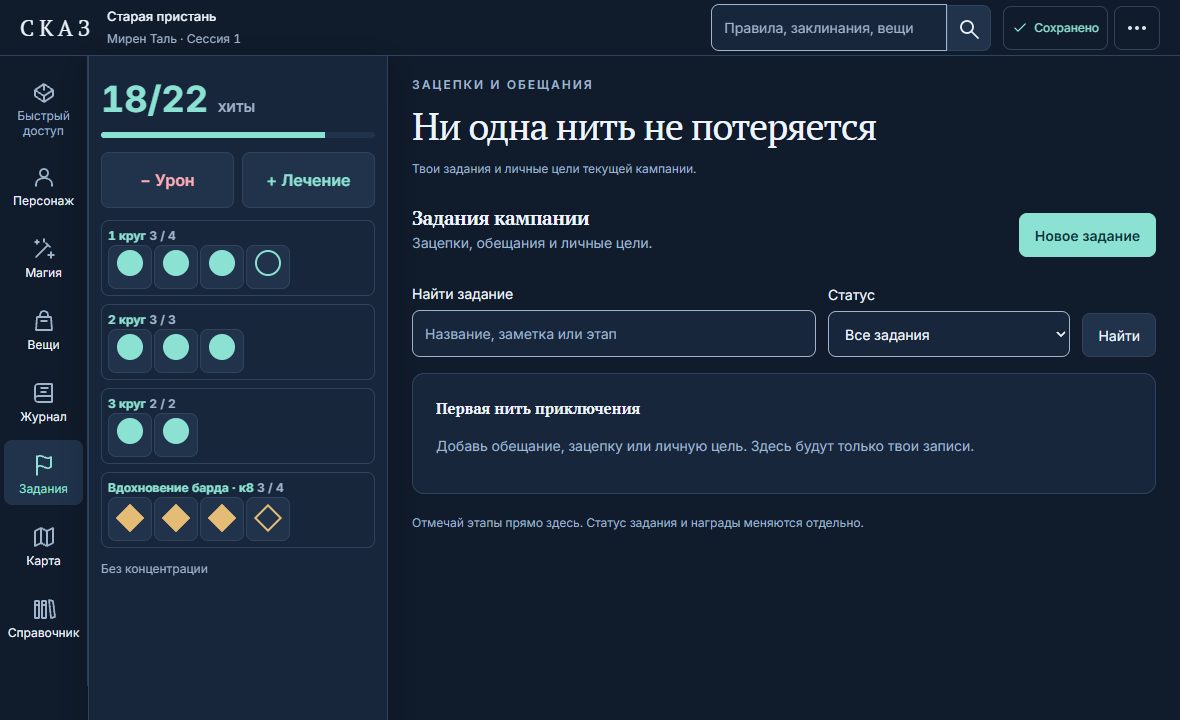 СКАЗ
Старая пристань
Мирен Таль · Сессия 1
Правила, заклинания, вещи
Сохранено
Быстрый
доступ
Персонаж
Магия
Вещи
Журнал
Задания
Карта
Справочник
18/22 хиты
− Урон
+ Лечение
1 круг 3 / 4
2 круг 3 / 3
3 круг 2 / 2
Вдохновение барда · к8 3 / 4
Без концентрации
ЗАЦЕПКИ И ОБЕЩАНИЯ
Ни одна нить не потеряется
Твои задания и личные цели текущей кампании.
Задания кампании
Зацепки, обещания и личные цели.
Новое задание
Найти задание
Название, заметка или этап
Статус
Все задания
Найти
Первая нить приключения
Добавь обещание, зацепку или личную цель. Здесь будут только твои записи.
Отмечай этапы прямо здесь. Статус задания и награды меняются отдельно.